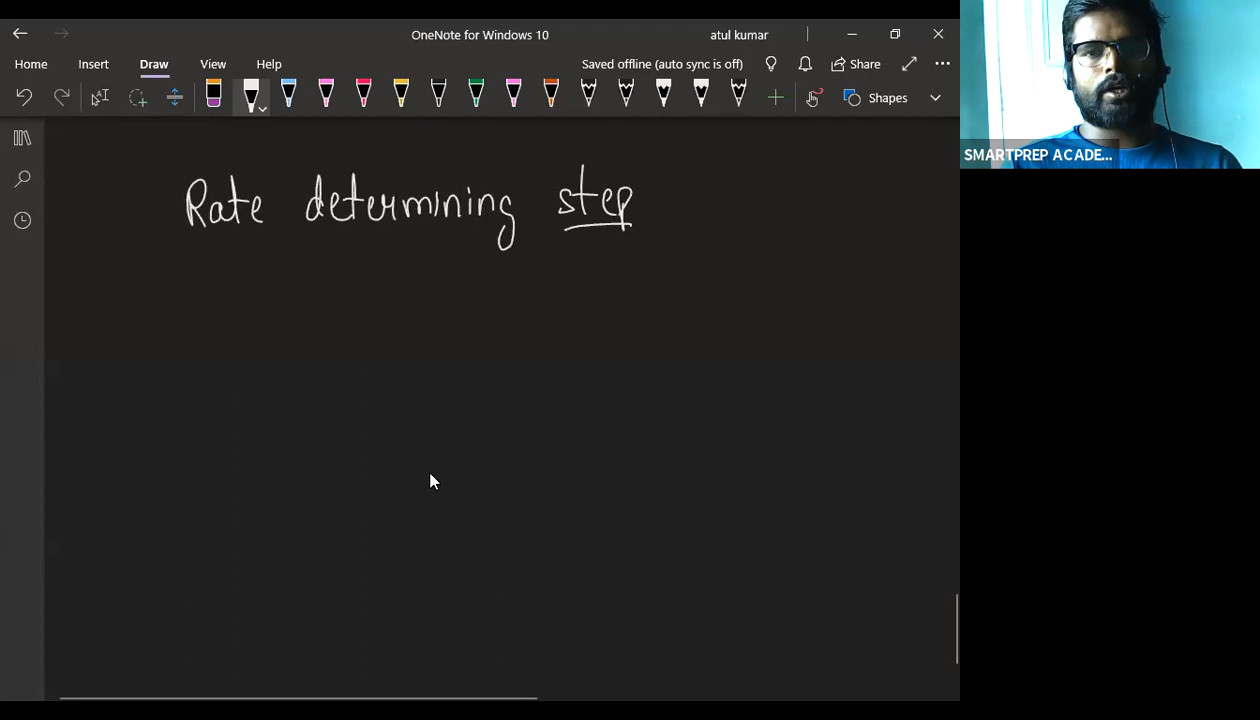 OneNote for Windows 10
atul kumar
Home Insert Draw View Help
Saved offline (auto sync is off)
Share
Shapes
SMARTPREP ACADE...
Rate determining step